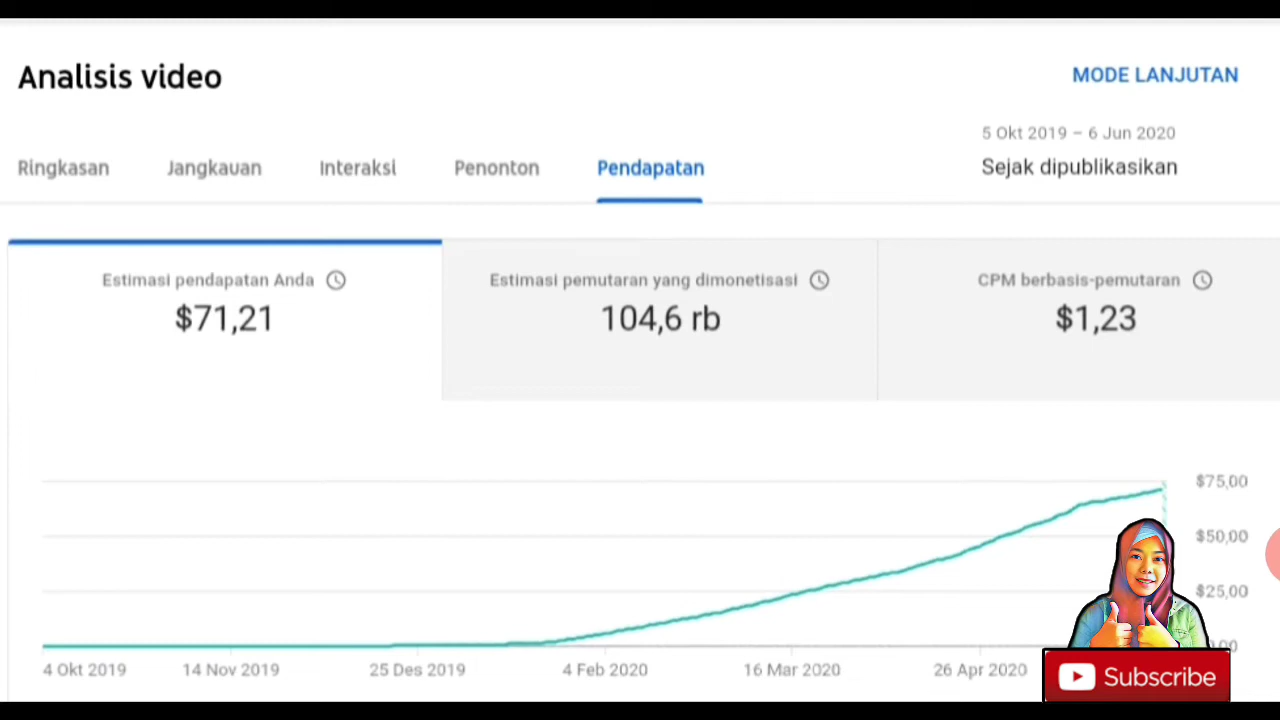 Analisis video
MODE LANJUTAN
5 Okt 2019 – 6 Jun 2020
Sejak dipublikasikan
Ringkasan Jangkauan Interaksi Penonton Pendapatan
Estimasi pendapatan Anda
$71,21
Estimasi pemutaran yang dimonetisasi
104,6 rb
CPM berbasis-pemutaran
$1,23
$75,00
$50,00
$25,00
4 Okt 2019 14 Nov 2019 25 Des 2019 4 Feb 2020 16 Mar 2020 26 Apr 2020
Subscribe